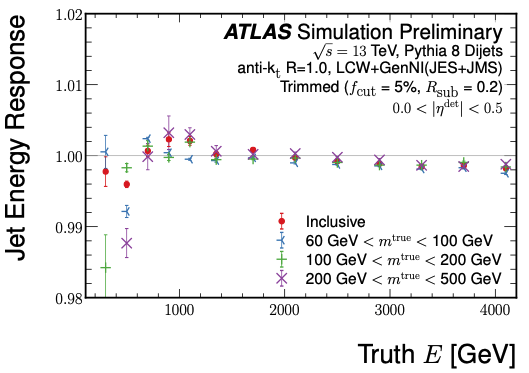 1.02
1.01
1.00
0.99
0.98
Jet Energy Response
ATLAS Simulation Preliminary
√s = 13 TeV, Pythia 8 Dijets
anti-kt R=1.0, LCW+GenNI(JES+JMS)
Trimmed (fcut = 5%, Rsub = 0.2)
0.0 < |ηdet| < 0.5
Inclusive
60 GeV < mtrue < 100 GeV
100 GeV < mtrue < 200 GeV
200 GeV < mtrue < 500 GeV
1000 2000 3000 4000
Truth E [GeV]